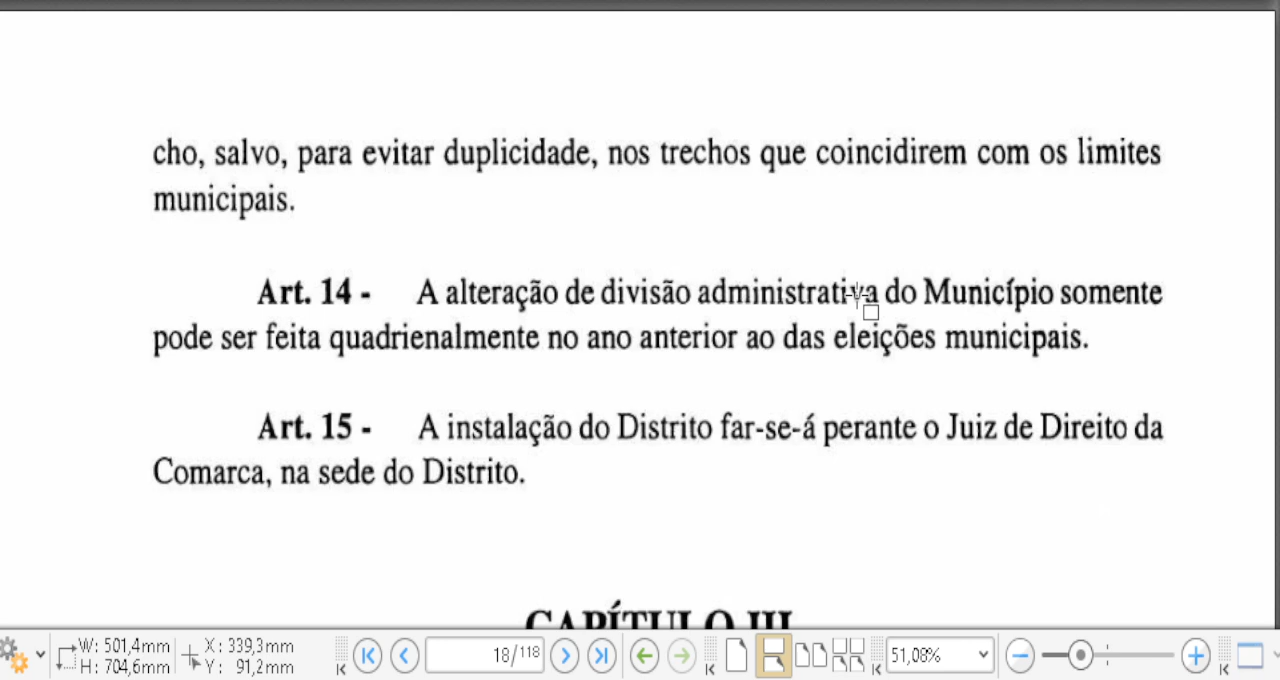 cho, salvo, para evitar duplicidade, nos trechos que coincidirem com os limites
municipais.
Art. 14 - A alteração de divisão administrativa do Município somente
pode ser feita quadrienalmente no ano anterior ao das eleições municipais.
Art. 15 - A instalação do Distrito far-se-á perante o Juiz de Direito da
Comarca, na sede do Distrito.
CAPÍTULO III
W: 501,4mm X: 339,3mm 18/118 51,08%
H: 704,6mm Y: 91,2mm